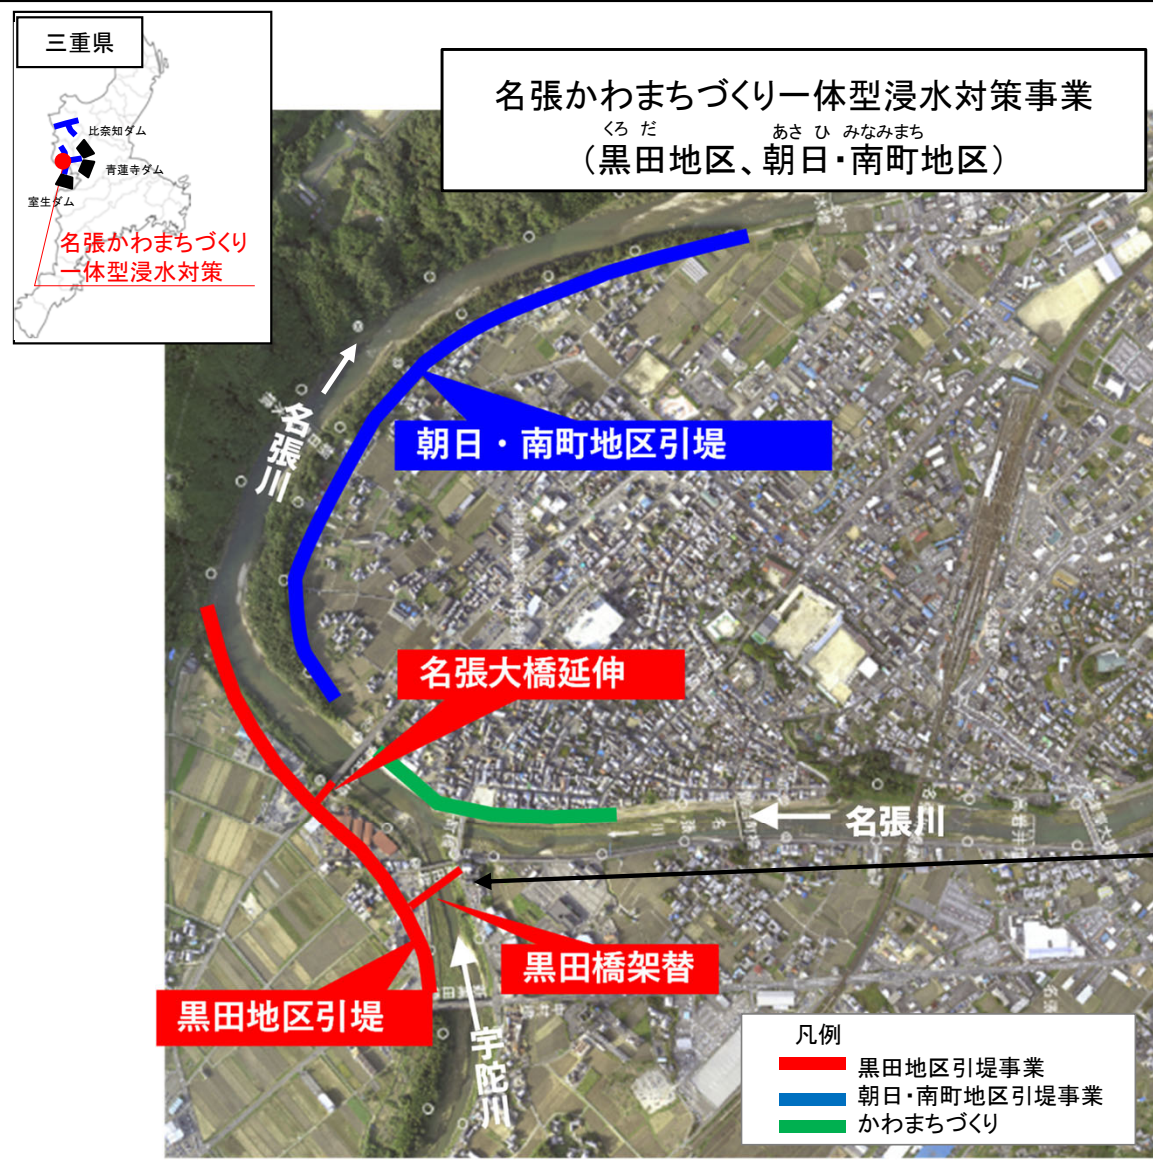 三重県
比奈知ダム
青蓮寺ダム
室生ダム
名張かわまちづくり
一体型浸水対策
名張かわまちづくり一体型浸水対策事業
くろ だ あさ ひ みなみまち
（黒田地区、朝日・南町地区）
名張川
朝日・南町地区引堤
名張大橋延伸
名張川
黒田橋架替
黒田地区引堤
宇陀川
凡例
黒田地区引堤事業
朝日・南町地区引堤事業
かわまちづくり